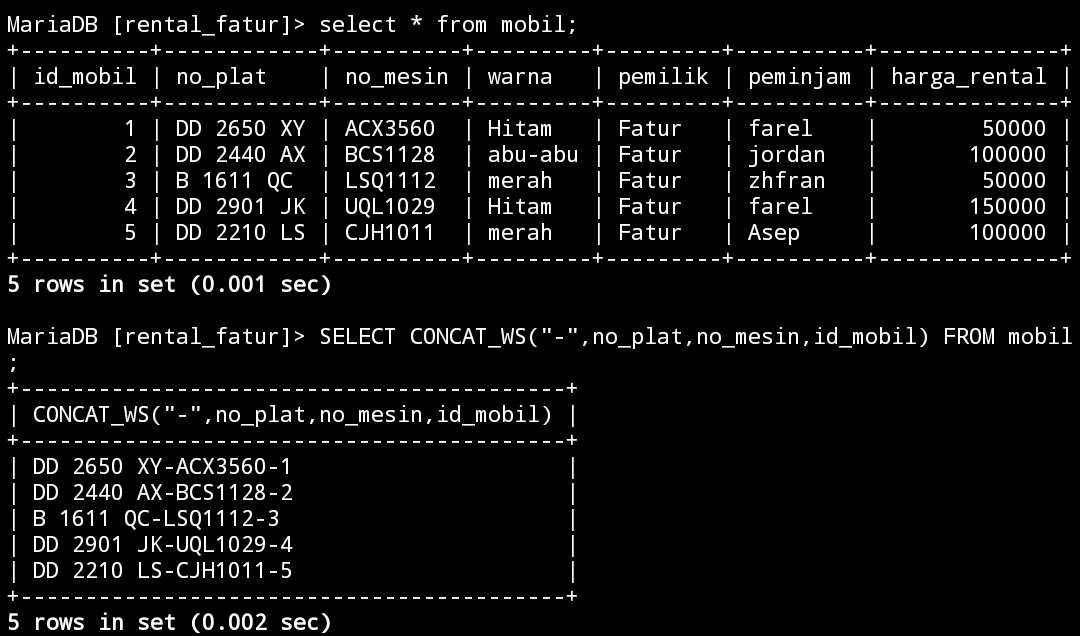 MariaDB [rental_fatur]> select * from mobil;
+----------+------------+----------+---------+---------+----------+--------------+
| id_mobil | no_plat    | no_mesin | warna   | pemilik | peminjam | harga_rental |
+----------+------------+----------+---------+---------+----------+--------------+
|        1 | DD 2650 XY | ACX3560  | Hitam   | Fatur   | farel    |        50000 |
|        2 | DD 2440 AX | BCS1128  | abu-abu | Fatur   | jordan   |       100000 |
|        3 | B 1611 QC  | LSQ1112  | merah   | Fatur   | zhfran   |        50000 |
|        4 | DD 2901 JK | UQL1029  | Hitam   | Fatur   | farel    |       150000 |
|        5 | DD 2210 LS | CJH1011  | merah   | Fatur   | Asep     |       100000 |
+----------+------------+----------+---------+---------+----------+--------------+
5 rows in set (0.001 sec)
MariaDB [rental_fatur]> SELECT CONCAT_WS("-",no_plat,no_mesin,id_mobil) FROM mobil
;
+------------------------------------------+
| CONCAT_WS("-",no_plat,no_mesin,id_mobil) |
+------------------------------------------+
| DD 2650 XY-ACX3560-1                     |
| DD 2440 AX-BCS1128-2                     |
| B 1611 QC-LSQ1112-3                      |
| DD 2901 JK-UQL1029-4                     |
| DD 2210 LS-CJH1011-5                     |
+------------------------------------------+
5 rows in set (0.002 sec)